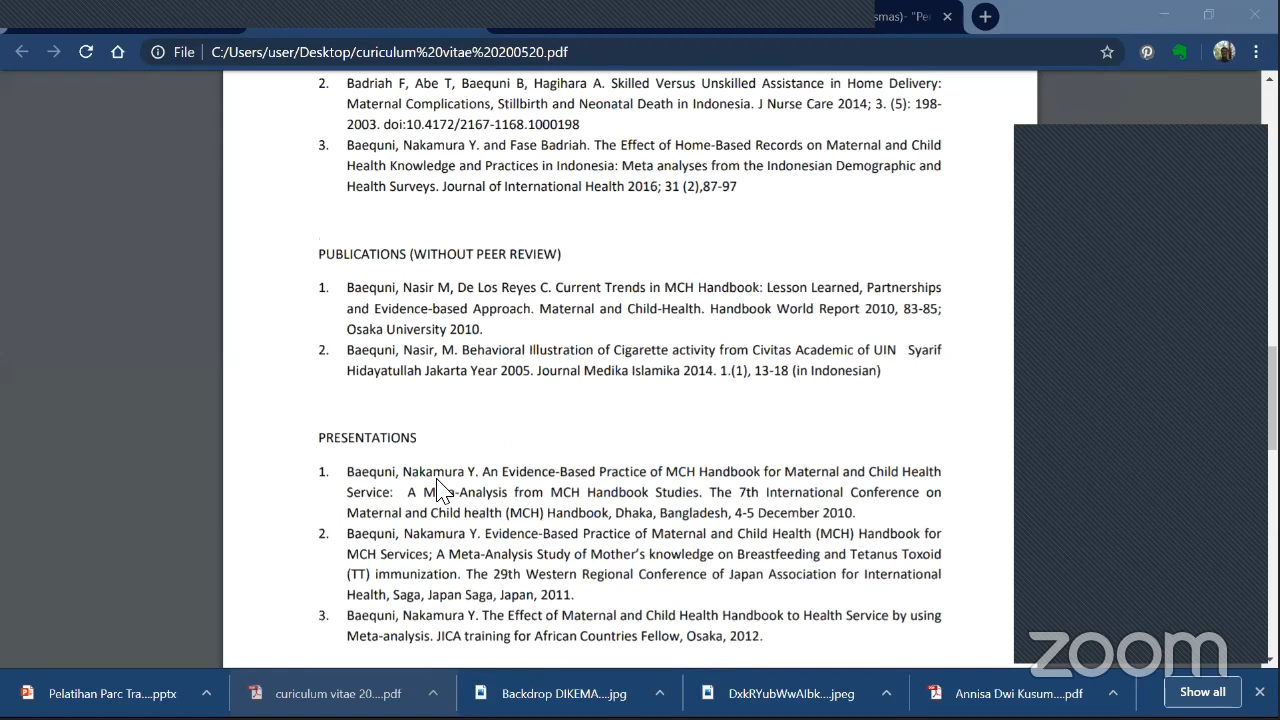 smas)- "Per
File | C:/Users/user/Desktop/curiculum%20vitae%20200520.pdf
2. Badriah F, Abe T, Baequni B, Hagihara A. Skilled Versus Unskilled Assistance in Home Delivery:
Maternal Complications, Stillbirth and Neonatal Death in Indonesia. J Nurse Care 2014; 3. (5): 198-
2003. doi:10.4172/2167-1168.1000198
3. Baequni, Nakamura Y. and Fase Badriah. The Effect of Home-Based Records on Maternal and Child
Health Knowledge and Practices in Indonesia: Meta analyses from the Indonesian Demographic and
Health Surveys. Journal of International Health 2016; 31 (2),87-97
PUBLICATIONS (WITHOUT PEER REVIEW)
1. Baequni, Nasir M, De Los Reyes C. Current Trends in MCH Handbook: Lesson Learned, Partnerships
and Evidence-based Approach. Maternal and Child-Health. Handbook World Report 2010, 83-85;
Osaka University 2010.
2. Baequni, Nasir, M. Behavioral Illustration of Cigarette activity from Civitas Academic of UIN Syarif
Hidayatullah Jakarta Year 2005. Journal Medika Islamika 2014. 1.(1), 13-18 (in Indonesian)
PRESENTATIONS
1. Baequni, Nakamura Y. An Evidence-Based Practice of MCH Handbook for Maternal and Child Health
Service: A Meta-Analysis from MCH Handbook Studies. The 7th International Conference on
Maternal and Child health (MCH) Handbook, Dhaka, Bangladesh, 4-5 December 2010.
2. Baequni, Nakamura Y. Evidence-Based Practice of Maternal and Child Health (MCH) Handbook for
MCH Services; A Meta-Analysis Study of Mother's knowledge on Breastfeeding and Tetanus Toxoid
(TT) immunization. The 29th Western Regional Conference of Japan Association for International
Health, Saga, Japan Saga, Japan, 2011.
3. Baequni, Nakamura Y. The Effect of Maternal and Child Health Handbook to Health Service by using
Meta-analysis. JICA training for African Countries Fellow, Osaka, 2012.
zoom
Pelatihan Parc Tra....pptx
curiculum vitae 20....pdf
Backdrop DIKEMA....jpg
DxkRYubWwAIbk....jpeg
Annisa Dwi Kusum....pdf
Show all